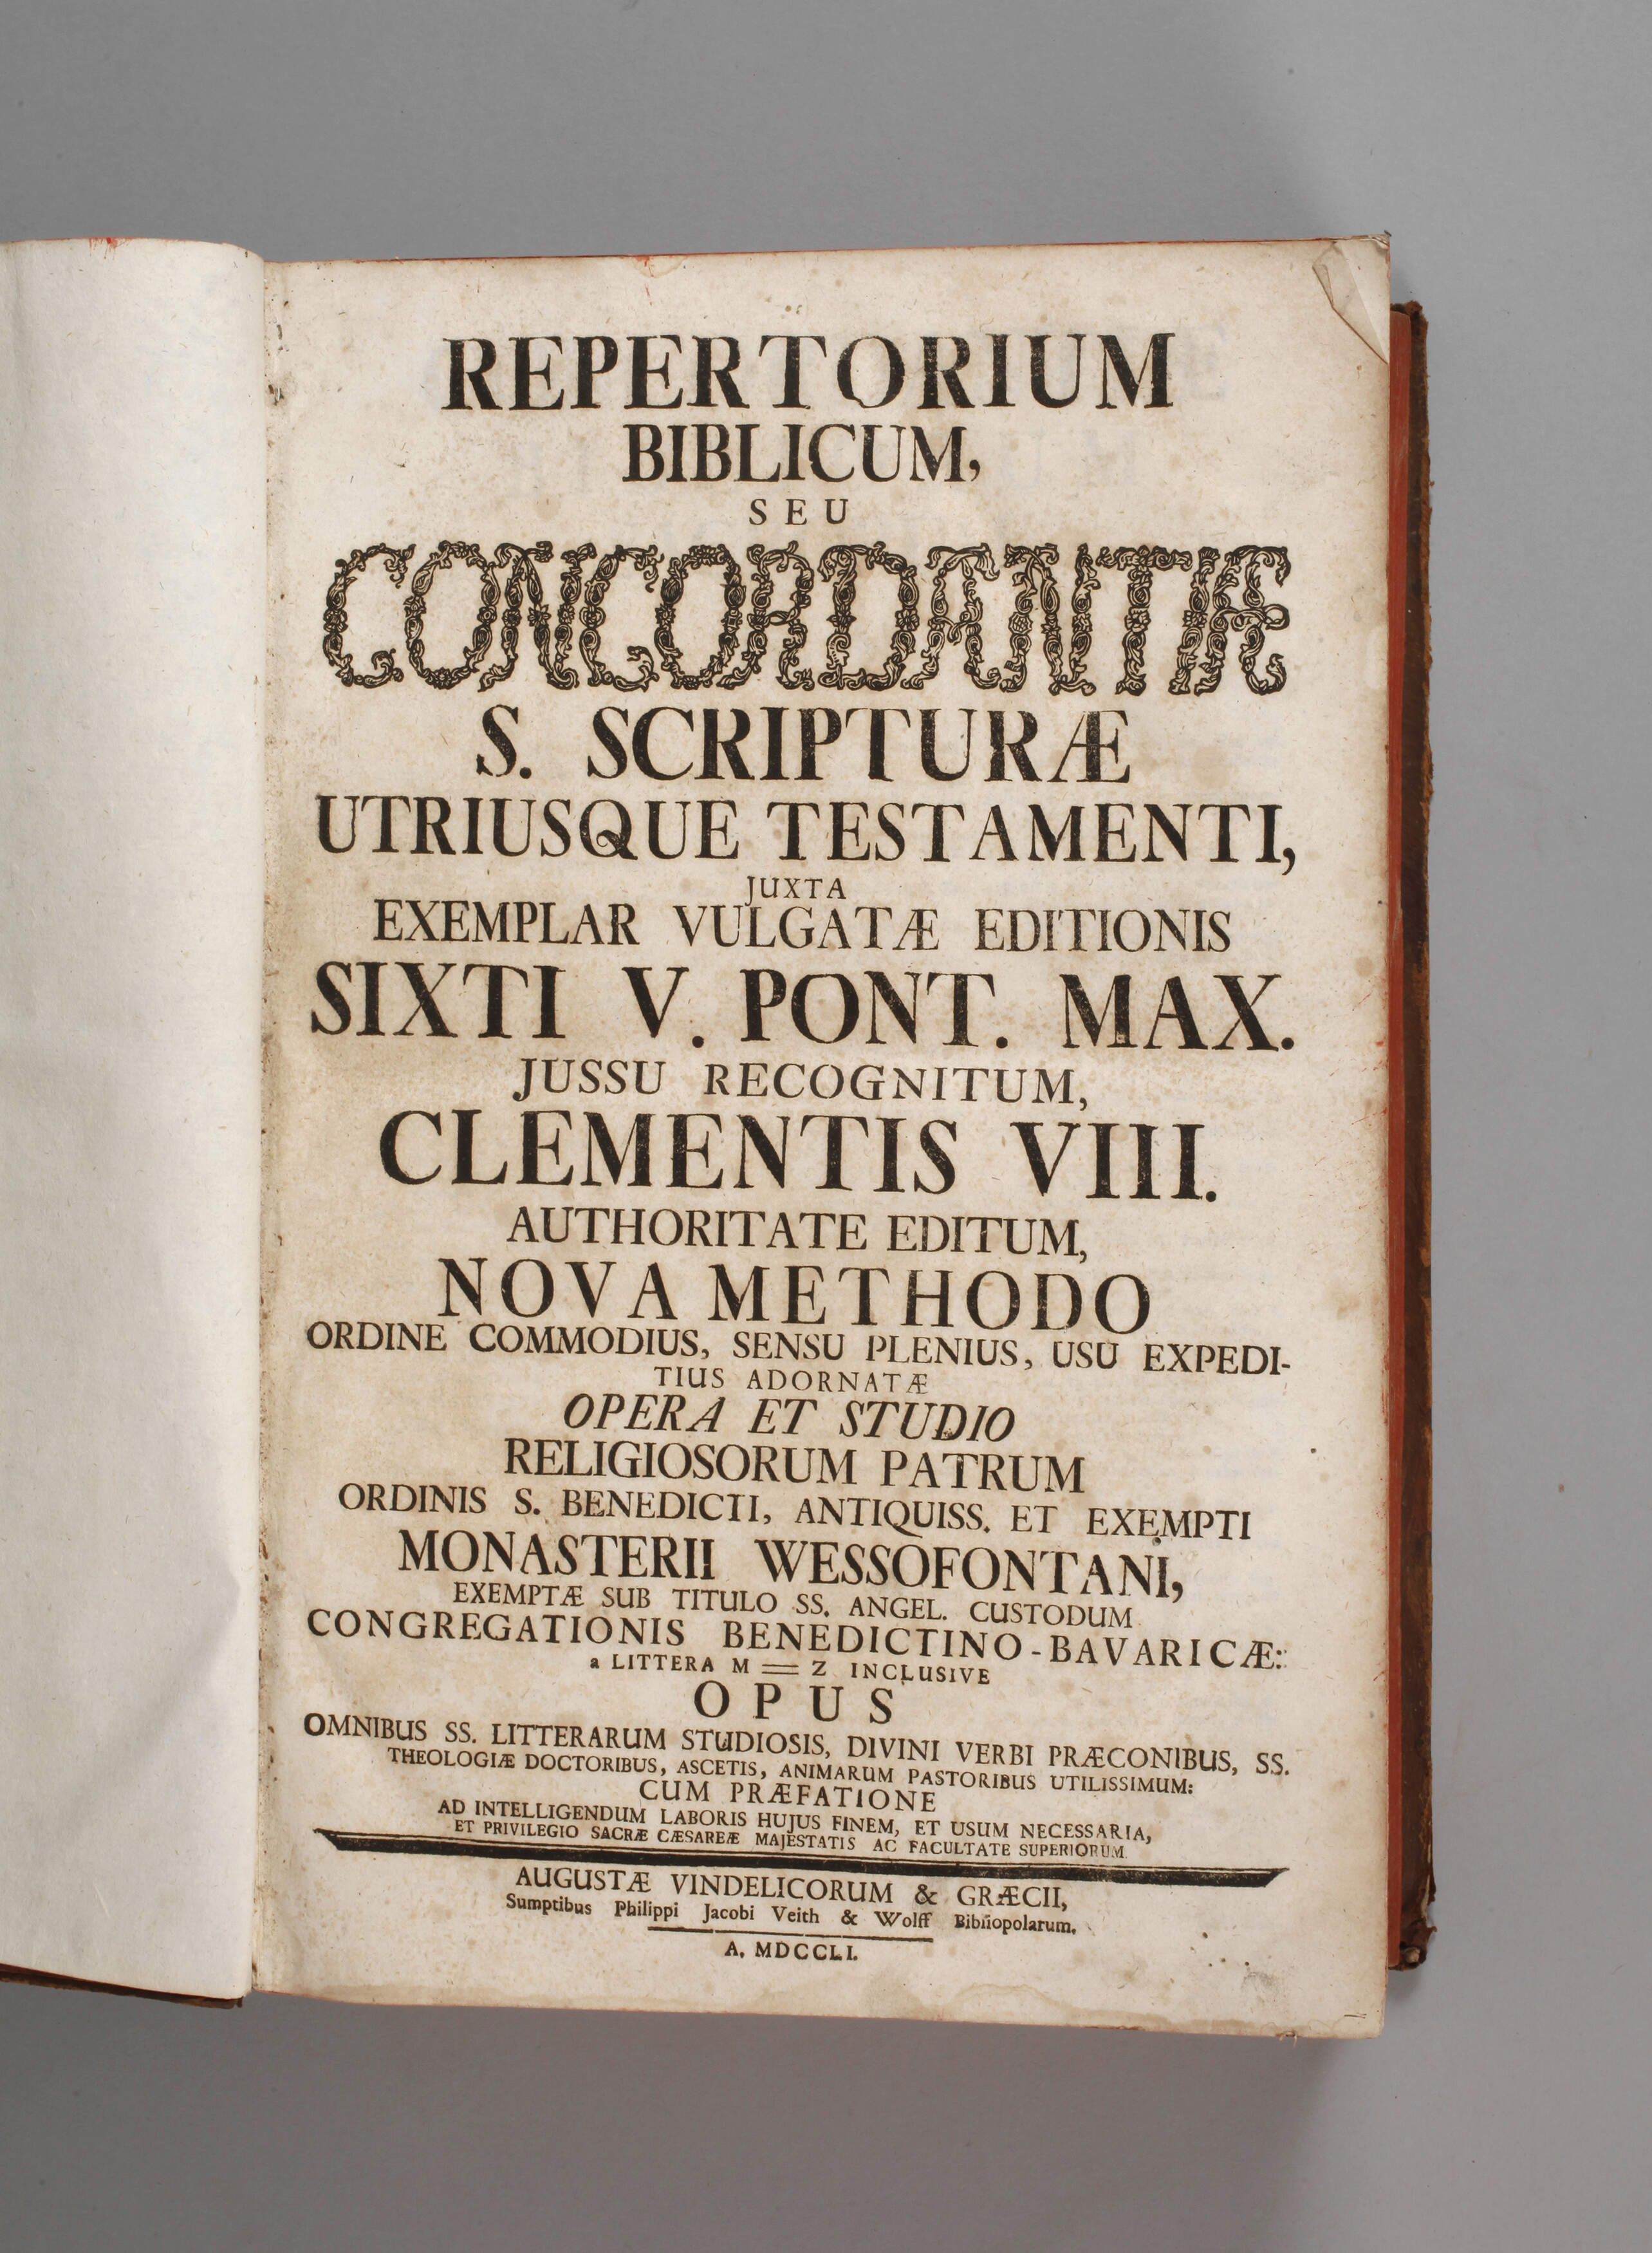 REPERTORIUM
BIBLICUM,
SEU
CONCORDANTIÆ
S. SCRIPTURÆ
UTRIUSQUE TESTAMENTI,
JUXTA
EXEMPLAR VULGATÆ EDITIONIS
SIXTI V. PONT. MAX.
JUSSU RECOGNITUM,
CLEMENTIS VIII.
AUTHORITATE EDITUM,
NOVA METHODO
ORDINE COMMODIUS, SENSU PLENIUS, USU EXPEDI-
TIUS ADORNATÆ
OPERA ET STUDIO
RELIGIOSORUM PATRUM
ORDINIS S. BENEDICTI, ANTIQUISS. ET EXEMPTI
MONASTERII WESSOFONTANI,
EXEMPTÆ SUB TITULO SS. ANGEL. CUSTODUM
CONGREGATIONIS BENEDICTINO-BAVARICÆ:
a LITTERA M = Z INCLUSIVE
OPUS
OMNIBUS SS. LITTERARUM STUDIOSIS, DIVINI VERBI PRÆCONIBUS, SS.
THEOLOGIÆ DOCTORIBUS, ASCETIS, ANIMARUM PASTORIBUS UTILISSIMUM:
CUM PRÆFATIONE
AD INTELLIGENDUM LABORIS HUJUS FINEM, ET USUM NECESSARIA,
ET PRIVILEGIO SACRÆ CÆSAREÆ MAJESTATIS AC FACULTATE SUPERIORUM
AUGUSTÆ VINDELICORUM & GRÆCII,
Sumptibus Philippi Jacobi Veith & Wolff Bibliopolarum.
A. MDCCLI.